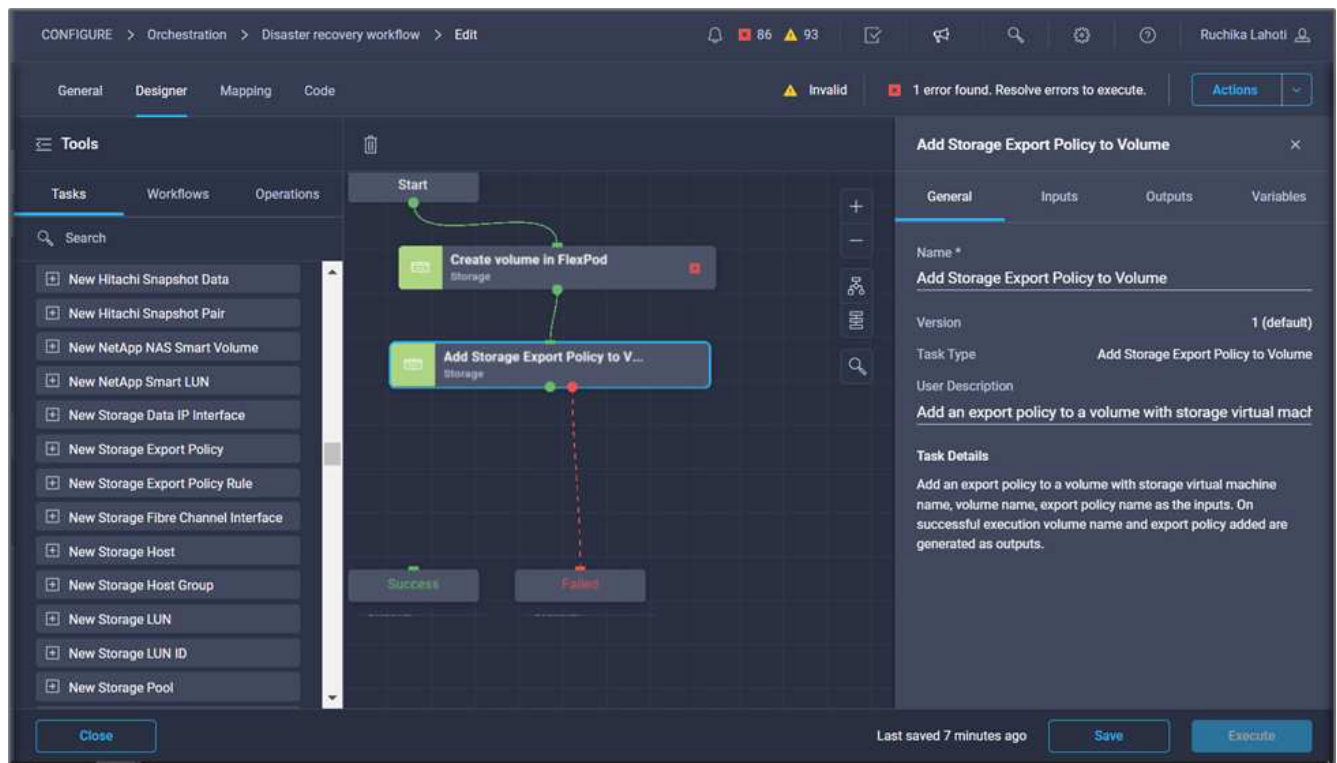 CONFIGURE > Orchestration > Disaster recovery workflow > Edit
86 93
Ruchika Lahoti
General Designer Mapping Code
Invalid 1 error found. Resolve errors to execute.
Actions
Tools
Tasks Workflows Operations
Search
New Hitachi Snapshot Data
New Hitachi Snapshot Pair
New NetApp NAS Smart Volume
New NetApp Smart LUN
New Storage Data IP Interface
New Storage Export Policy
New Storage Export Policy Rule
New Storage Fibre Channel Interface
New Storage Host
New Storage Host Group
New Storage LUN
New Storage LUN ID
New Storage Pool
Start
Create volume in FlexPod
Storage
Add Storage Export Policy to V...
Storage
Success Failed
Add Storage Export Policy to Volume
General Inputs Outputs Variables
Name *
Add Storage Export Policy to Volume
Version 1 (default)
Task Type Add Storage Export Policy to Volume
User Description
Add an export policy to a volume with storage virtual mach
Task Details
Add an export policy to a volume with storage virtual machine
name, volume name, export policy name as the inputs. On
successful execution volume name and export policy added are
generated as outputs.
Close
Last saved 7 minutes ago
Save
Execute